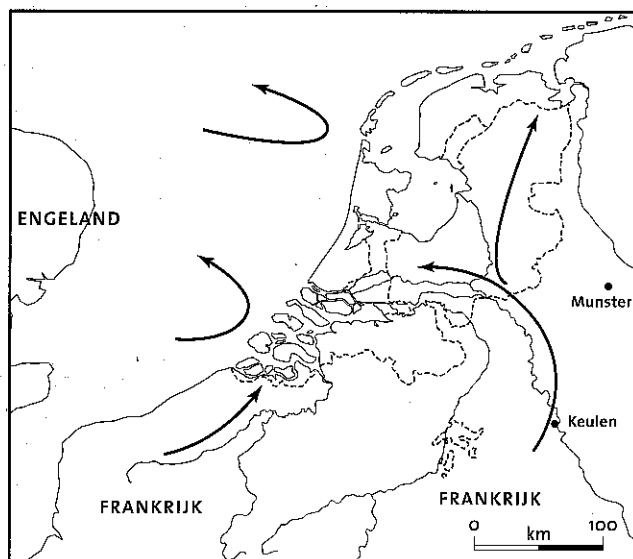 ENGELAND
Munster
Keulen
FRANKRIJK
FRANKRIJK
0 100
km